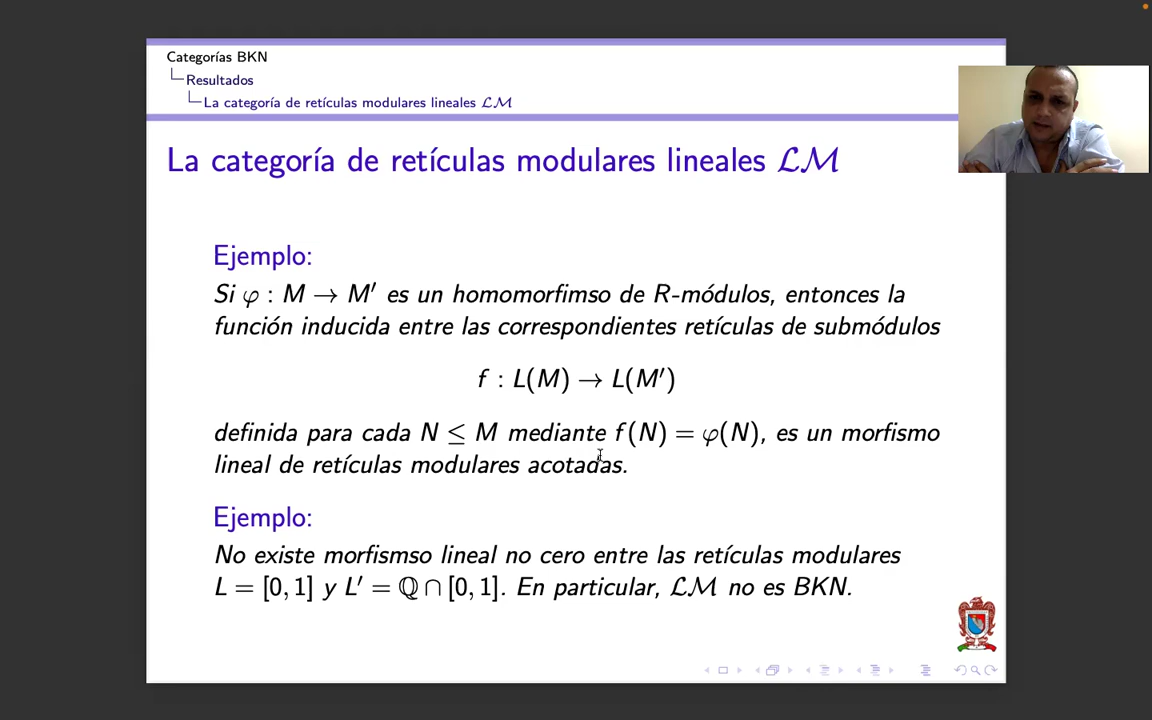 Categorías BKN
Resultados
La categoría de retículas modulares lineales ℒℳ
La categoría de retículas modulares lineales ℒℳ
Ejemplo:
Si φ : M → M′ es un homomorfimso de R-módulos, entonces la
función inducida entre las correspondientes retículas de submódulos
f : L(M) → L(M′)
definida para cada N ≤ M mediante f(N) = φ(N), es un morfismo
lineal de retículas modulares acotadas.
Ejemplo:
No existe morfismso lineal no cero entre las retículas modulares
L = [0, 1] y L′ = ℚ ∩ [0, 1]. En particular, ℒℳ no es BKN.